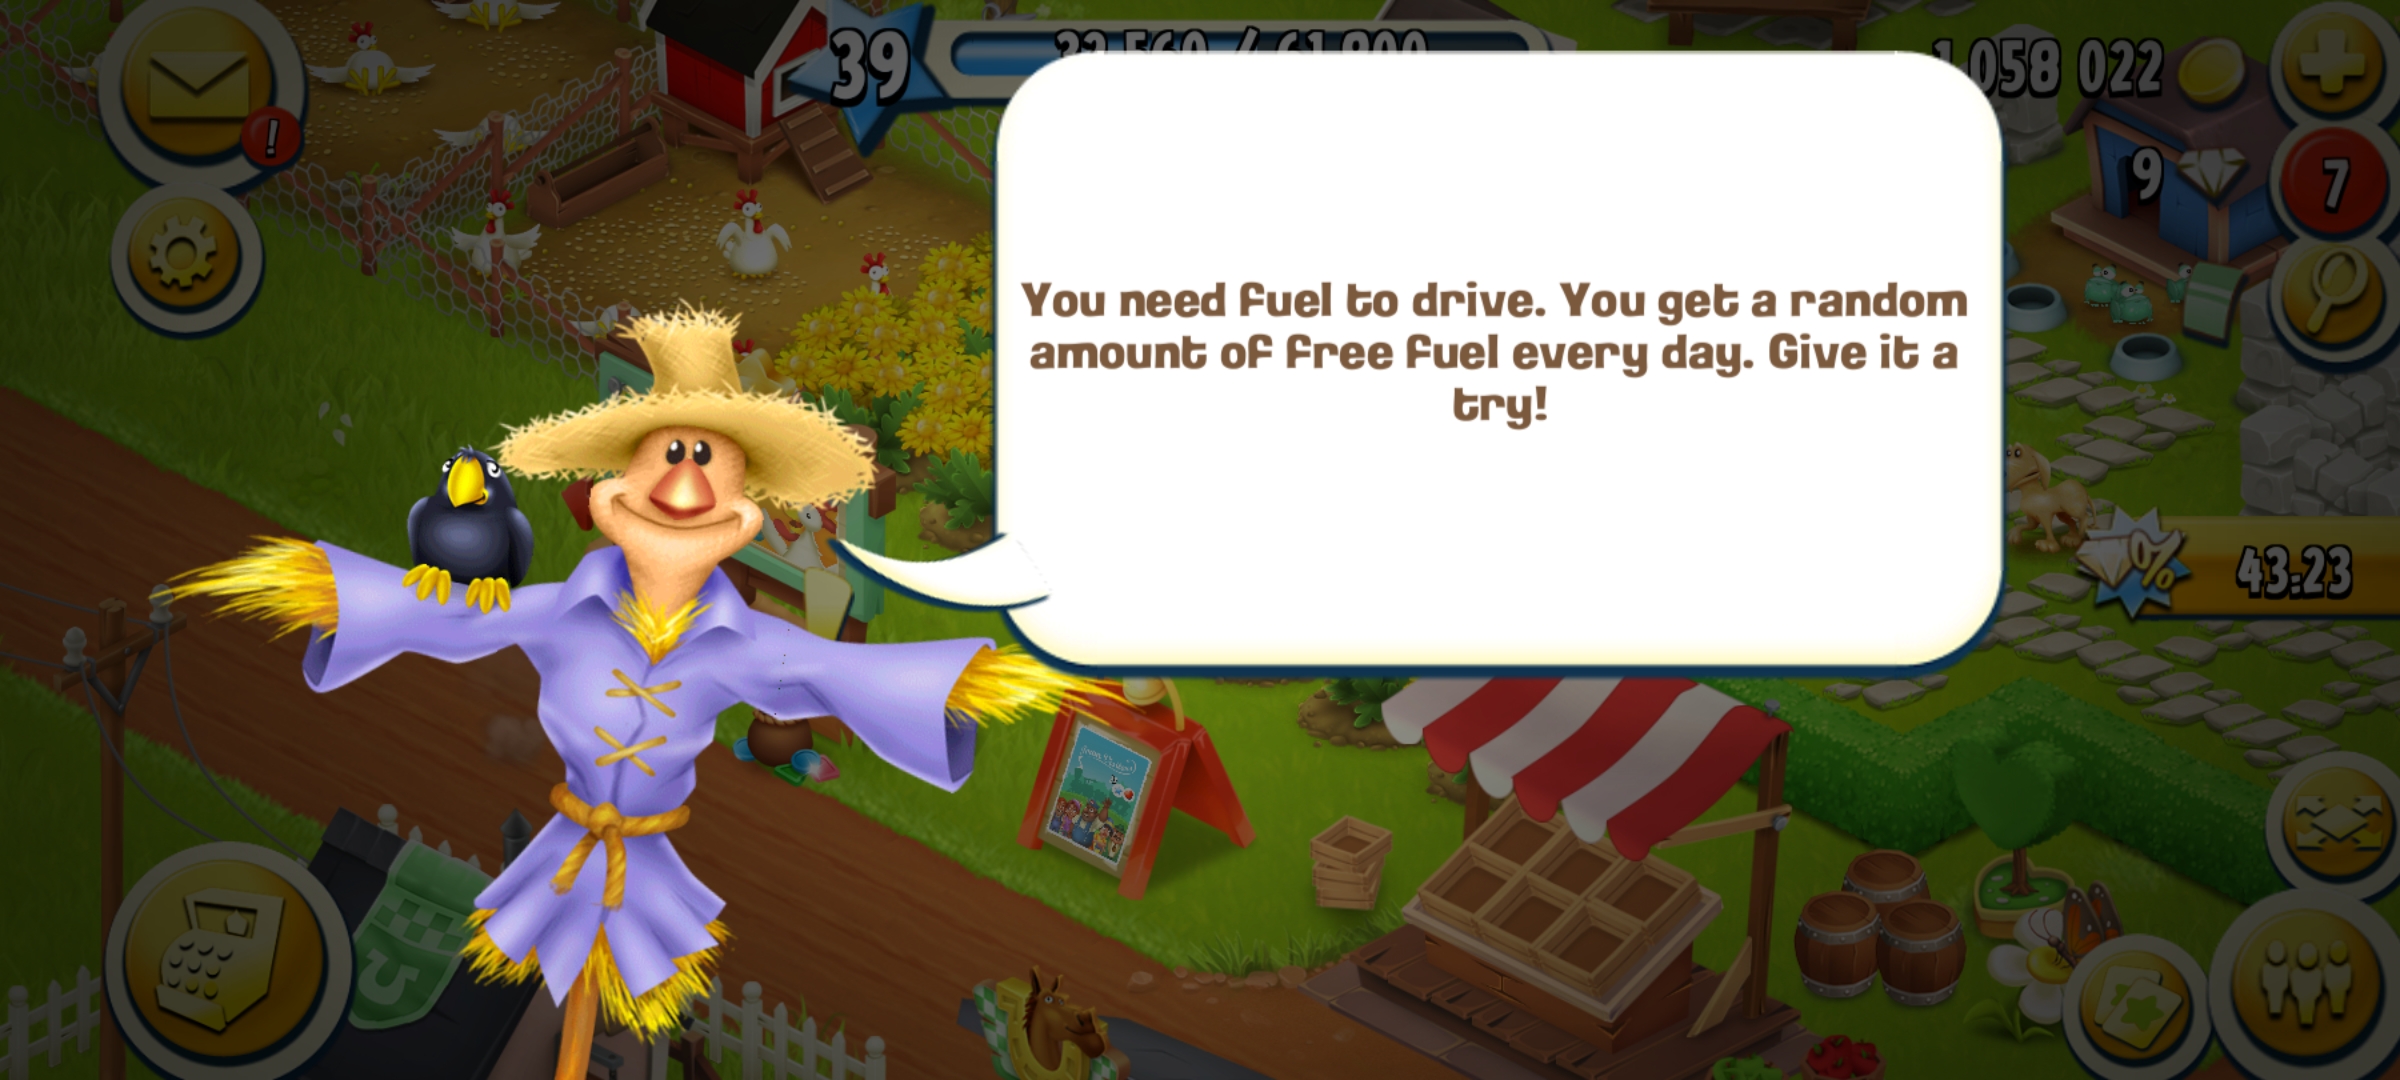 39
1 058 022
!
9
7
You need fuel to drive. You get a random
amount of free fuel every day. Give it a
try!
%
43:23